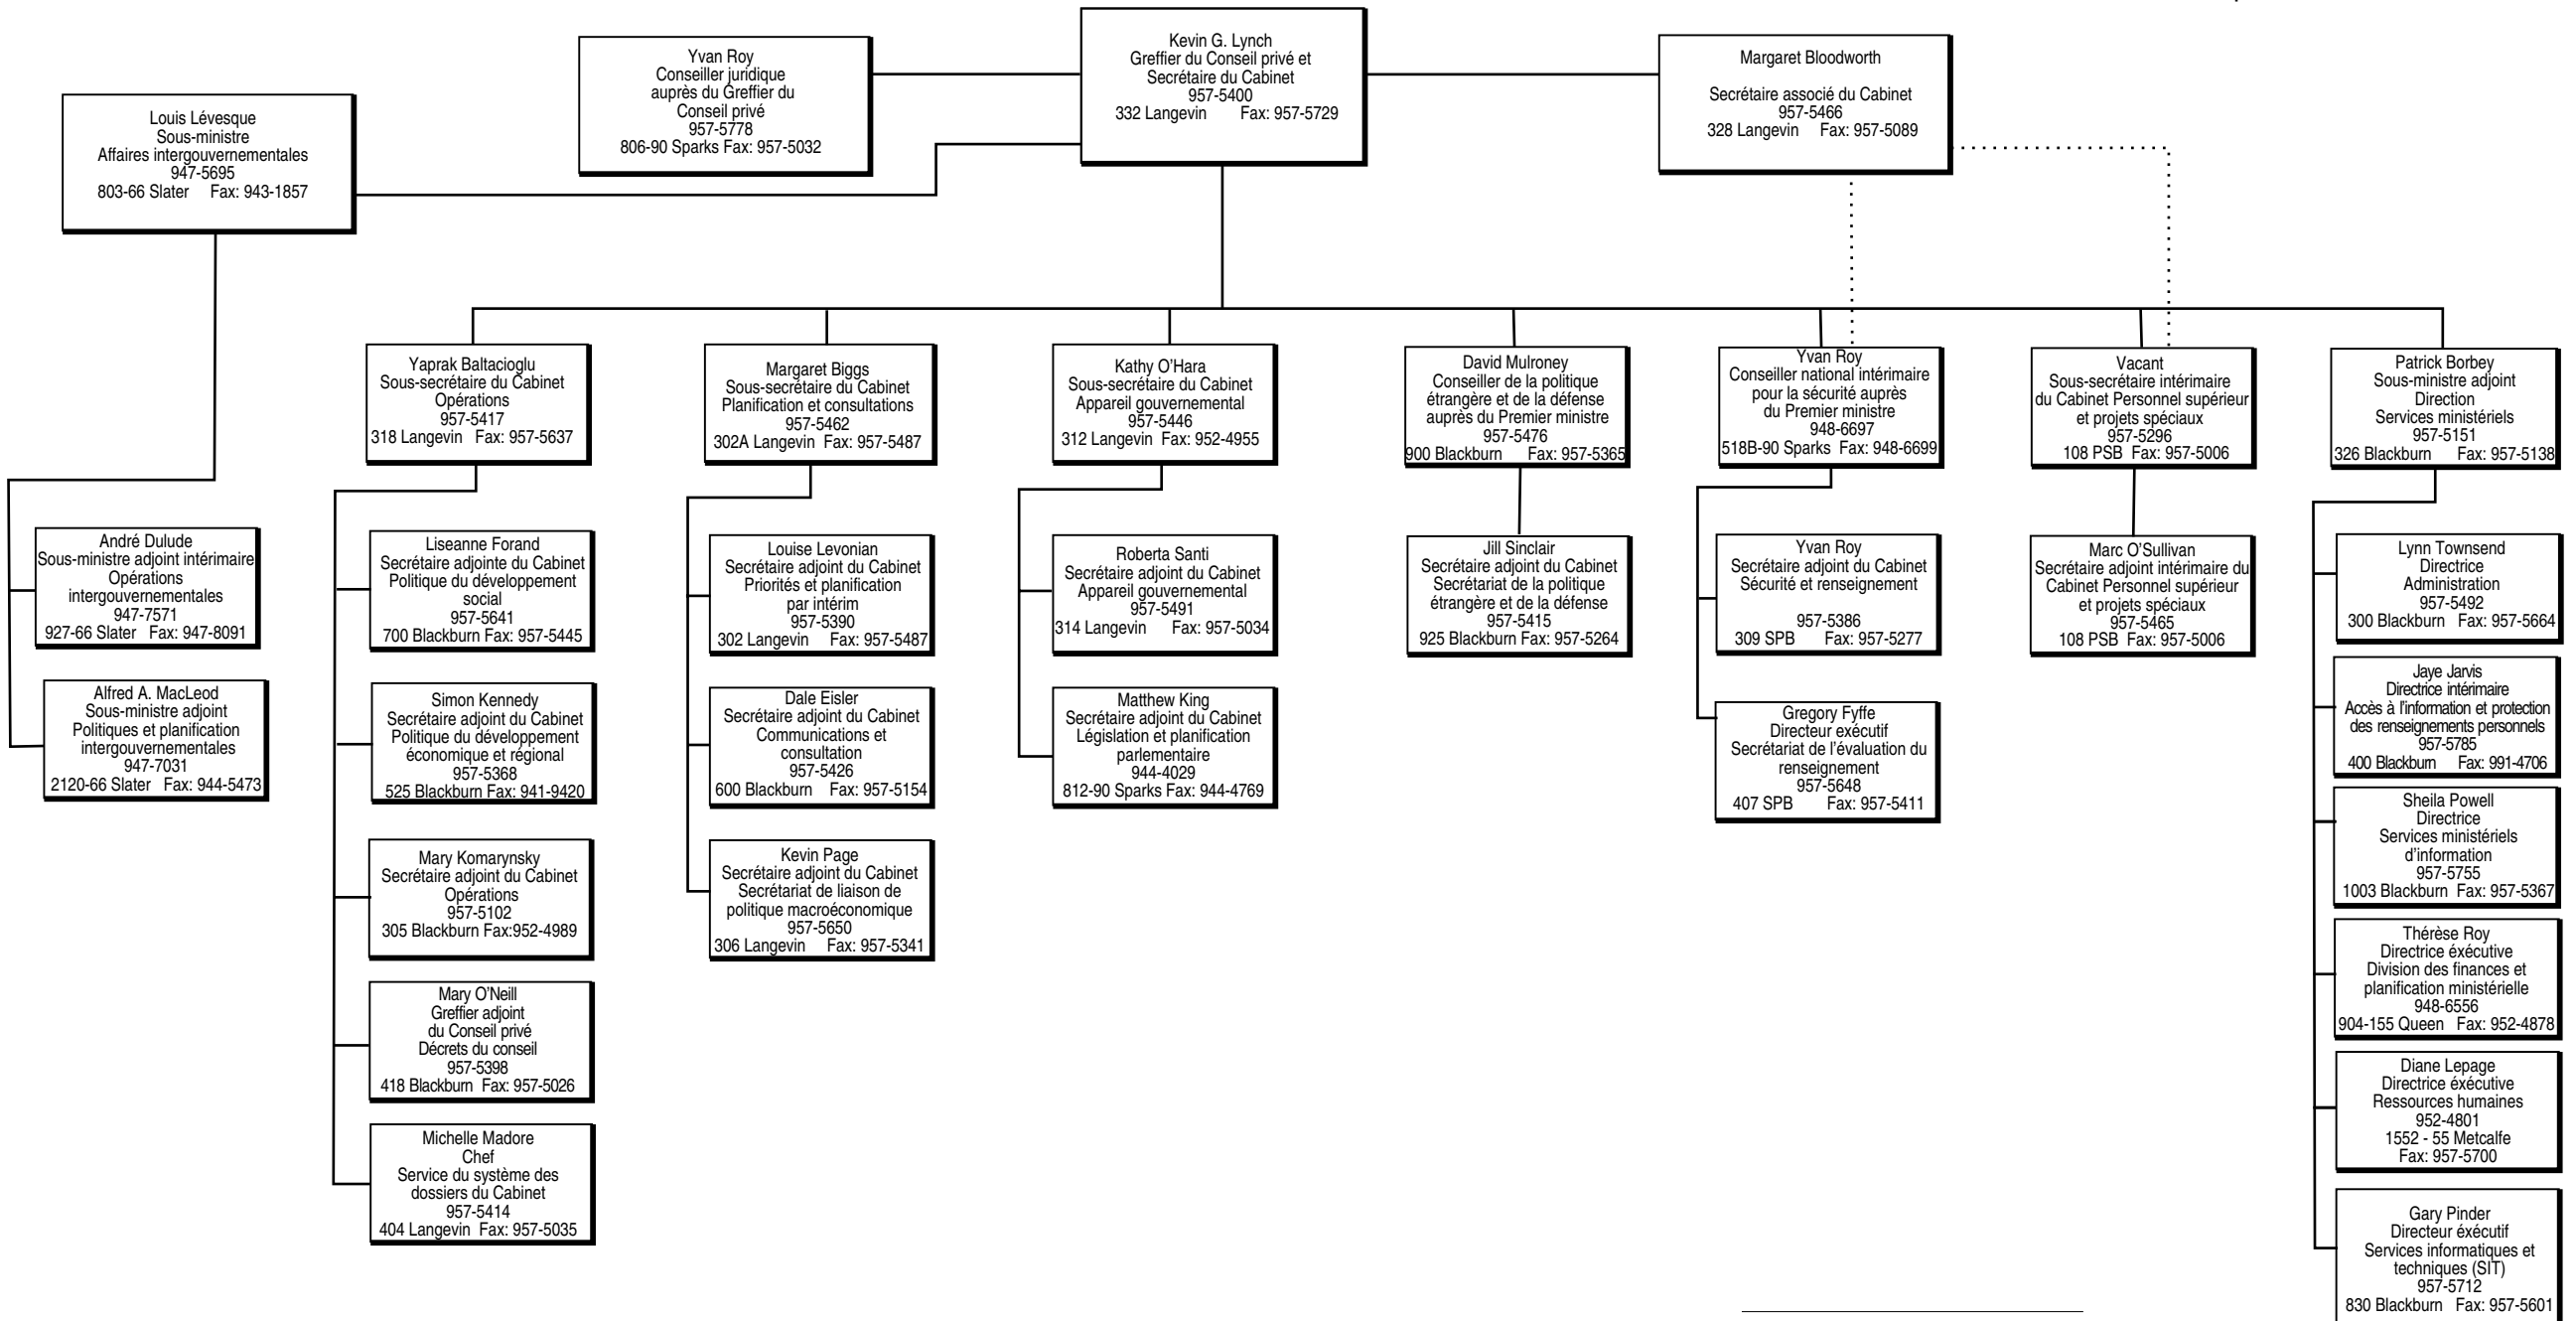 Kevin G. Lynch
Greffier du Conseil privé et
Secrétaire du Cabinet
957-5400
332 Langevin Fax: 957-5729
Yvan Roy
Conseiller juridique
auprès du Greffier du
Conseil privé
957-5778
806-90 Sparks Fax: 957-5032
Margaret Bloodworth
Secrétaire associé du Cabinet
957-5466
328 Langevin Fax: 957-5089
Louis Lévesque
Sous-ministre
Affaires intergouvernementales
947-5695
803-66 Slater Fax: 943-1857
André Dulude
Sous-ministre adjoint intérimaire
Opérations
intergouvernementales
947-7571
927-66 Slater Fax: 947-8091
Alfred A. MacLeod
Sous-ministre adjoint
Politiques et planification
intergouvernementales
947-7031
2120-66 Slater Fax: 944-5473
Yaprak Baltacioglu
Sous-secrétaire du Cabinet
Opérations
957-5417
318 Langevin Fax: 957-5637
Liseanne Forand
Secrétaire adjointe du Cabinet
Politique du développement
social
957-5641
700 Blackburn Fax: 957-5445
Simon Kennedy
Secrétaire adjoint du Cabinet
Politique du développement
économique et régional
957-5368
525 Blackburn Fax: 941-9420
Mary Komarynsky
Secrétaire adjoint du Cabinet
Opérations
957-5102
305 Blackburn Fax:952-4989
Mary O'Neill
Greffier adjoint
du Conseil privé
Décrets du conseil
957-5398
418 Blackburn Fax: 957-5026
Michelle Madore
Chef
Service du système des
dossiers du Cabinet
957-5414
404 Langevin Fax: 957-5035
Margaret Biggs
Sous-secrétaire du Cabinet
Planification et consultations
957-5462
302A Langevin Fax: 957-5487
Louise Levonian
Secrétaire adjoint du Cabinet
Priorités et planification
par intérim
957-5390
302 Langevin Fax: 957-5487
Dale Eisler
Secrétaire adjoint du Cabinet
Communications et
consultation
957-5426
600 Blackburn Fax: 957-5154
Kevin Page
Secrétaire adjoint du Cabinet
Secrétariat de liaison de
politique macroéconomique
957-5650
306 Langevin Fax: 957-5341
Kathy O'Hara
Sous-secrétaire du Cabinet
Appareil gouvernemental
957-5446
312 Langevin Fax: 952-4955
Roberta Santi
Secrétaire adjoint du Cabinet
Appareil gouvernemental
957-5491
314 Langevin Fax: 957-5034
Matthew King
Secrétaire adjoint du Cabinet
Législation et planification
parlementaire
944-4029
812-90 Sparks Fax: 944-4769
David Mulroney
Conseiller de la politique
étrangère et de la défense
auprès du Premier ministre
957-5476
900 Blackburn Fax: 957-5365
Jill Sinclair
Secrétaire adjoint du Cabinet
Secrétariat de la politique
étrangère et de la défense
957-5415
925 Blackburn Fax: 957-5264
Yvan Roy
Conseiller national intérimaire
pour la sécurité auprès
du Premier ministre
948-6697
518B-90 Sparks Fax: 948-6699
Yvan Roy
Secrétaire adjoint du Cabinet
Sécurité et renseignement
957-5386
309 SPB Fax: 957-5277
Gregory Fyffe
Directeur exécutif
Secrétariat de l'évaluation du
renseignement
957-5648
407 SPB Fax: 957-5411
Vacant
Sous-secrétaire intérimaire
du Cabinet Personnel supérieur
et projets spéciaux
957-5296
108 PSB Fax: 957-5006
Marc O'Sullivan
Secrétaire adjoint intérimaire du
Cabinet Personnel supérieur
et projets spéciaux
957-5465
108 PSB Fax: 957-5006
Patrick Borbey
Sous-ministre adjoint
Direction
Services ministériels
957-5151
326 Blackburn Fax: 957-5138
Lynn Townsend
Directrice
Administration
957-5492
300 Blackburn Fax: 957-5664
Jaye Jarvis
Directrice intérimaire
Accès à l'information et protection
des renseignements personnels
957-5785
400 Blackburn Fax: 991-4706
Sheila Powell
Directrice
Services ministériels
d'information
957-5755
1003 Blackburn Fax: 957-5367
Thérèse Roy
Directrice éxécutive
Division des finances et
planification ministérielle
948-6556
904-155 Queen Fax: 952-4878
Diane Lepage
Directrice éxécutive
Ressources humaines
952-4801
1552 - 55 Metcalfe
Fax: 957-5700
Gary Pinder
Directeur éxécutif
Services informatiques et
techniques (SIT)
957-5712
830 Blackburn Fax: 957-5601